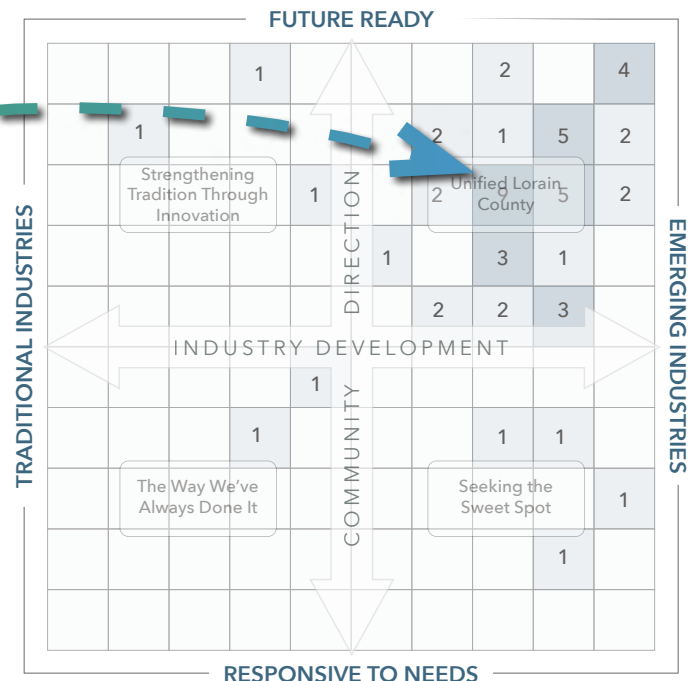 FUTURE READY
1 2 4
1 2 1 5 2
Strengthening
Tradition Through
Innovation
1
Unified Lorain
County
2 9 5 2
1 3 1
2 2 3
TRADITIONAL INDUSTRIES
EMERGING INDUSTRIES
COMMUNITY DIRECTION
INDUSTRY DEVELOPMENT
1
1 1 1
The Way We've
Always Done It
Seeking the
Sweet Spot
1
1
RESPONSIVE TO NEEDS